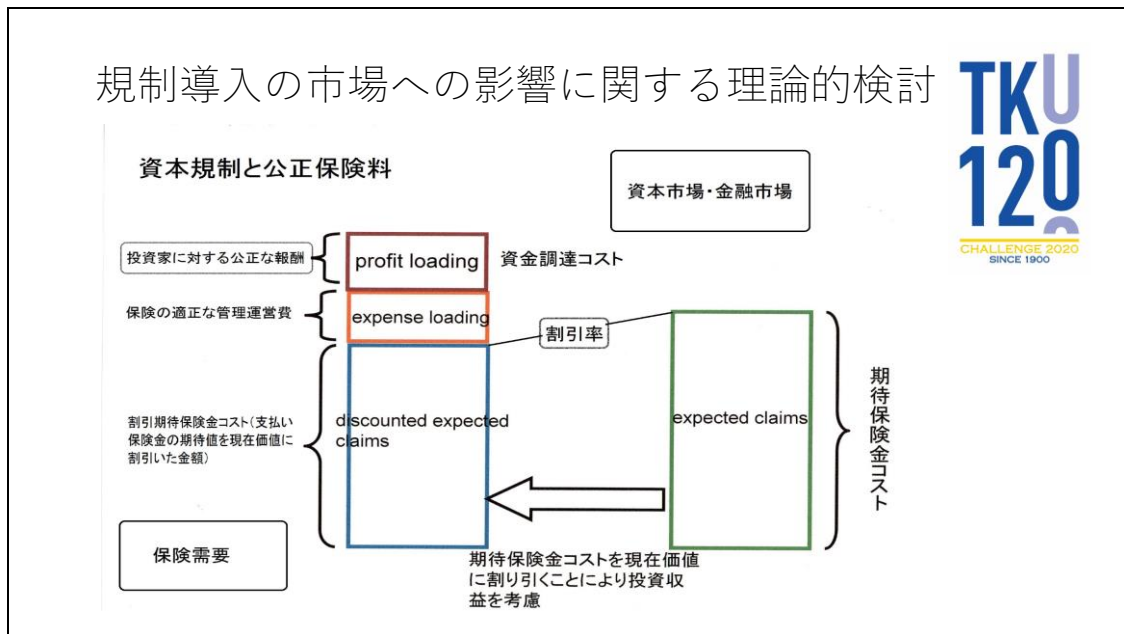 規制導入の市場への影響に関する理論的検討
TKU
120
CHALLENGE 2020
SINCE 1900
資本規制と公正保険料
資本市場・金融市場
投資家に対する公正な報酬
profit loading
資金調達コスト
保険の適正な管理運営費
expense loading
割引率
割引期待保険金コスト(支払い
保険金の期待値を現在価値に
割引いた金額)
discounted expected
claims
expected claims
期待保険金コスト
保険需要
期待保険金コストを現在価値
に割り引くことにより投資収
益を考慮